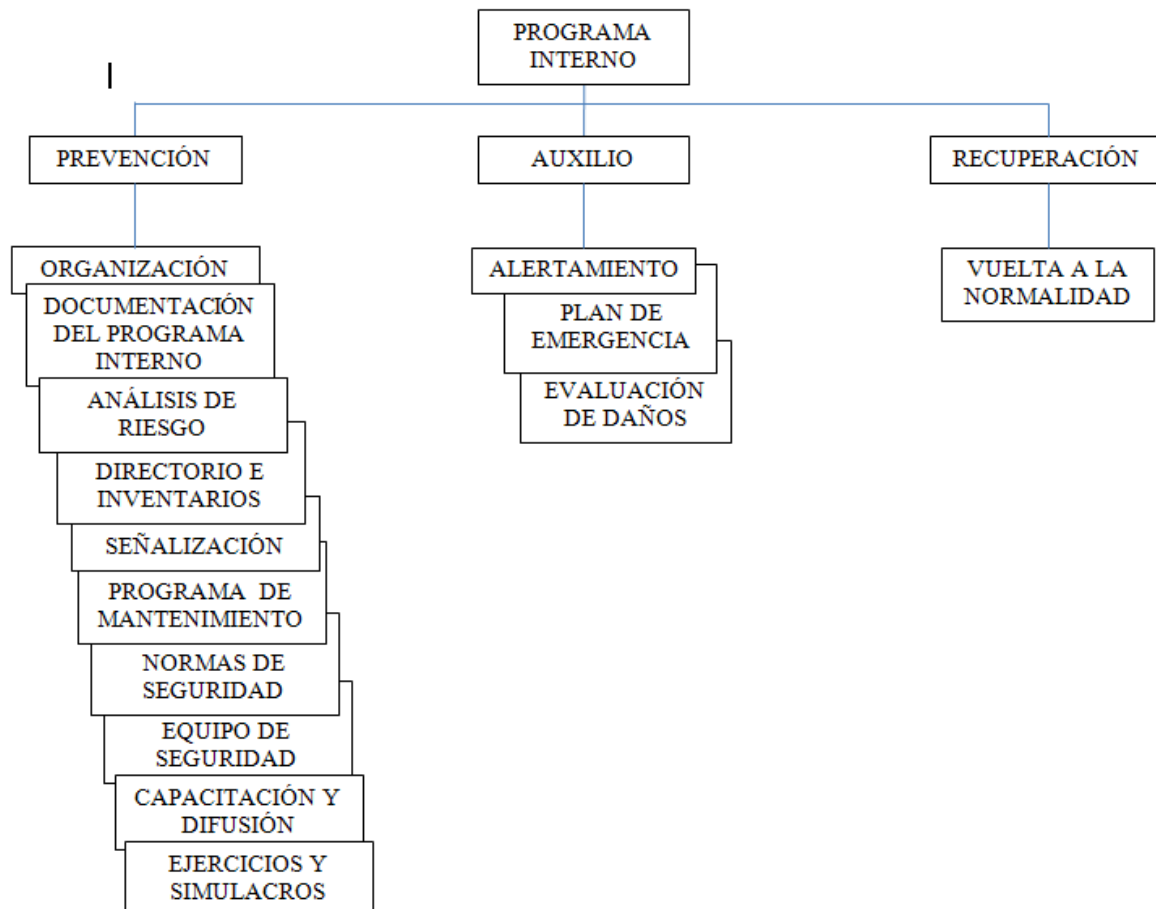 PROGRAMA
INTERNO
PREVENCIÓN
AUXILIO
RECUPERACIÓN
ORGANIZACIÓN
DOCUMENTACIÓN
DEL PROGRAMA
INTERNO
ANÁLISIS DE
RIESGO
DIRECTORIO E
INVENTARIOS
SEÑALIZACIÓN
PROGRAMA DE
MANTENIMIENTO
NORMAS DE
SEGURIDAD
EQUIPO DE
SEGURIDAD
CAPACITACIÓN Y
DIFUSIÓN
EJERCICIOS Y
SIMULACROS
ALERTAMIENTO
PLAN DE
EMERGENCIA
EVALUACIÓN
DE DAÑOS
VUELTA A LA
NORMALIDAD